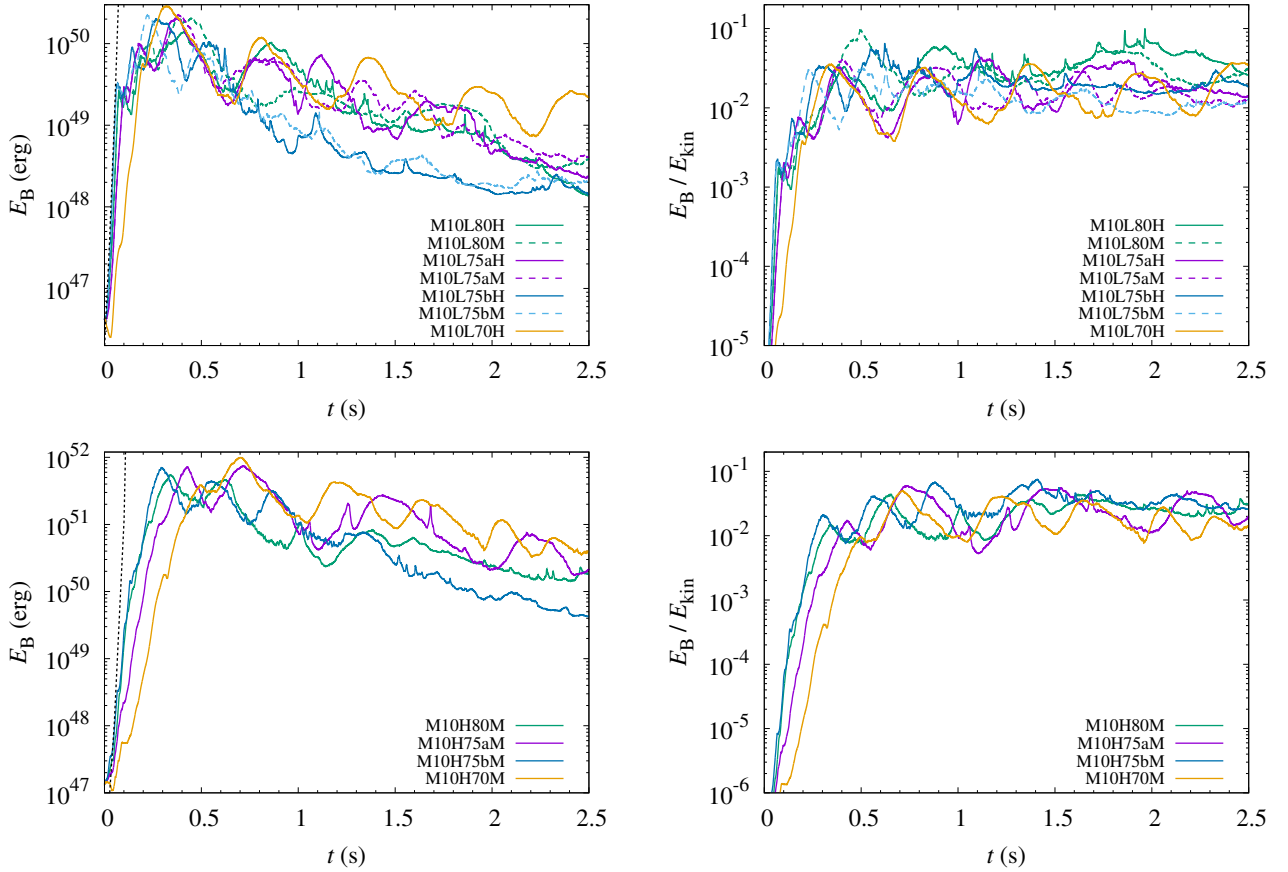 10^50
10^49
10^48
10^47
E_B (erg)
M10L80H
M10L80M
M10L75aH
M10L75aM
M10L75bH
M10L75bM
M10L70H
0 0.5 1 1.5 2 2.5
t (s)
10^-1
10^-2
10^-3
10^-4
10^-5
E_B / E_kin
M10L80H
M10L80M
M10L75aH
M10L75aM
M10L75bH
M10L75bM
M10L70H
0 0.5 1 1.5 2 2.5
t (s)
10^52
10^51
10^50
10^49
10^48
10^47
E_B (erg)
M10H80M
M10H75aM
M10H75bM
M10H70M
0 0.5 1 1.5 2 2.5
t (s)
10^-1
10^-2
10^-3
10^-4
10^-5
10^-6
E_B / E_kin
M10H80M
M10H75aM
M10H75bM
M10H70M
0 0.5 1 1.5 2 2.5
t (s)